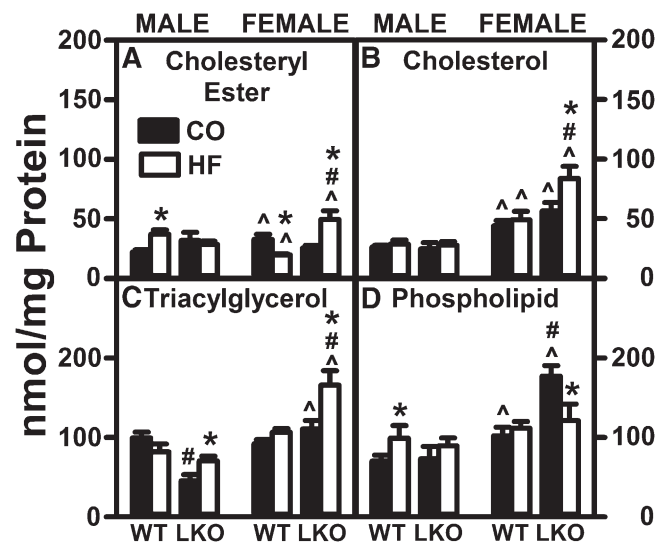 MALE FEMALE MALE FEMALE
200 A Cholesteryl B Cholesterol 200
Ester
150 150
CO
HF
* # ^
* # ^
100 100
* ^ * ^ ^ ^ ^
50 50
0 0
nmol/mg Protein
C Triacylglycerol D Phospholipid
* # ^ # ^
200 200
# * ^ * ^ *
100 100
0 0
WT LKO WT LKO WT LKO WT LKO